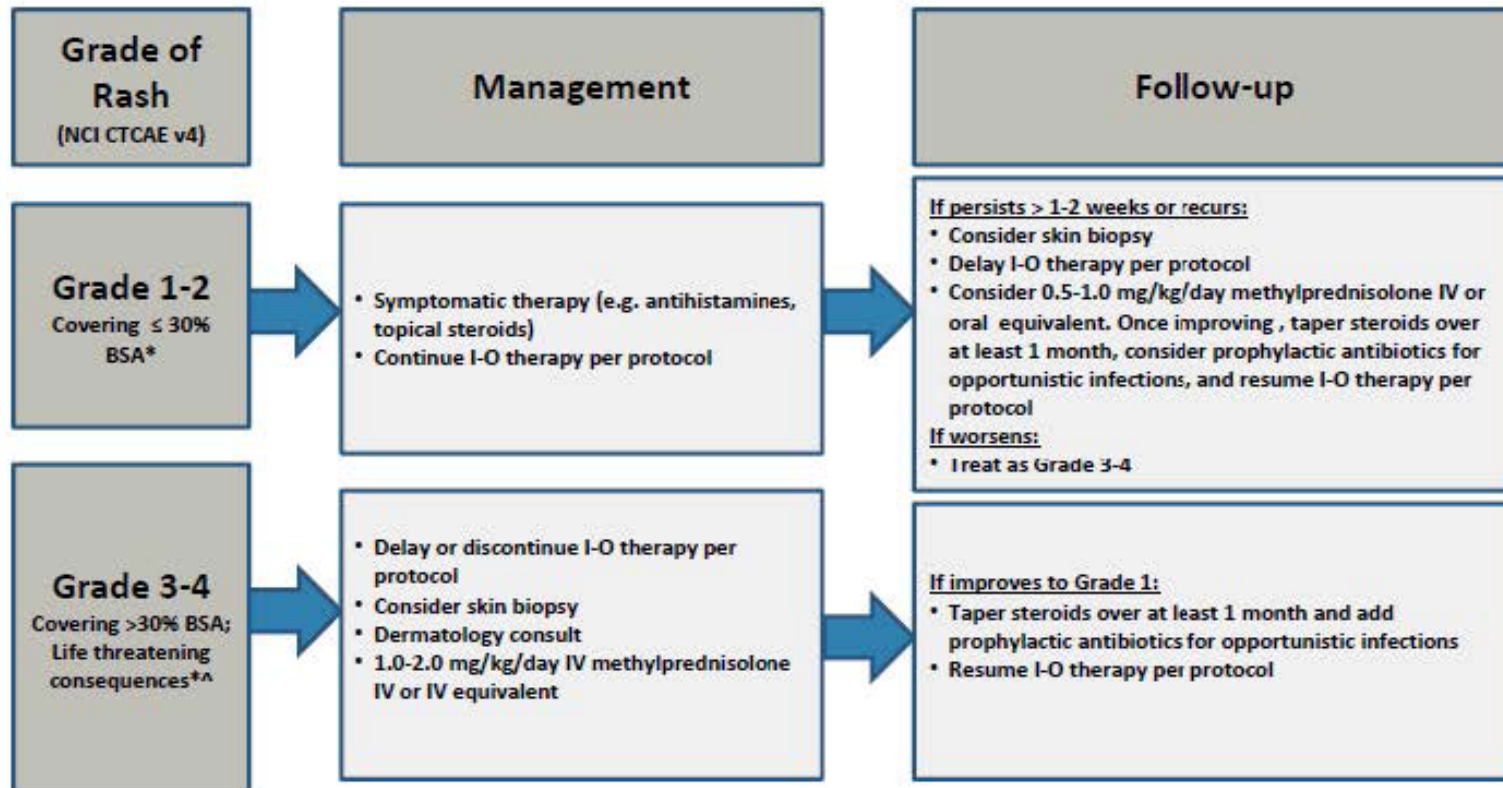 Grade of
Rash
(NCI CTCAE v4)
Management
Follow-up
Grade 1-2
Covering ≤ 30%
BSA*
• Symptomatic therapy (e.g. antihistamines,
topical steroids)
• Continue I-O therapy per protocol
If persists > 1-2 weeks or recurs:
• Consider skin biopsy
• Delay I-O therapy per protocol
• Consider 0.5-1.0 mg/kg/day methylprednisolone IV or
oral equivalent. Once improving , taper steroids over
at least 1 month, consider prophylactic antibiotics for
opportunistic infections, and resume I-O therapy per
protocol
If worsens:
• Treat as Grade 3-4
Grade 3-4
Covering >30% BSA;
Life threatening
consequences*^
• Delay or discontinue I-O therapy per
protocol
• Consider skin biopsy
• Dermatology consult
• 1.0-2.0 mg/kg/day IV methylprednisolone
IV or IV equivalent
If improves to Grade 1:
• Taper steroids over at least 1 month and add
prophylactic antibiotics for opportunistic infections
• Resume I-O therapy per protocol